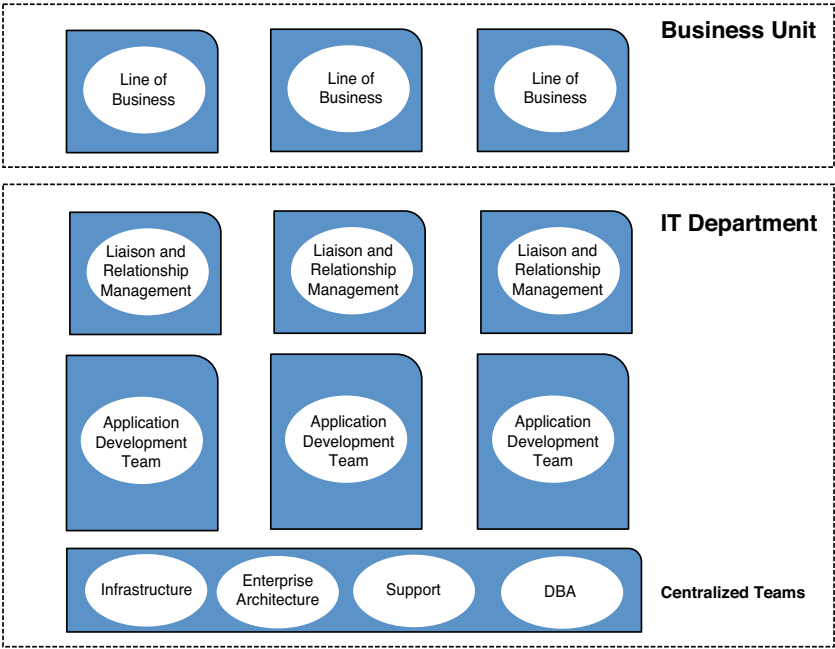 Business Unit
Line of
Business
Line of
Business
Line of
Business
IT Department
Liaison and
Relationship
Management
Liaison and
Relationship
Management
Liaison and
Relationship
Management
Application
Development
Team
Application
Development
Team
Application
Development
Team
Infrastructure
Enterprise
Architecture
Support
DBA
Centralized Teams